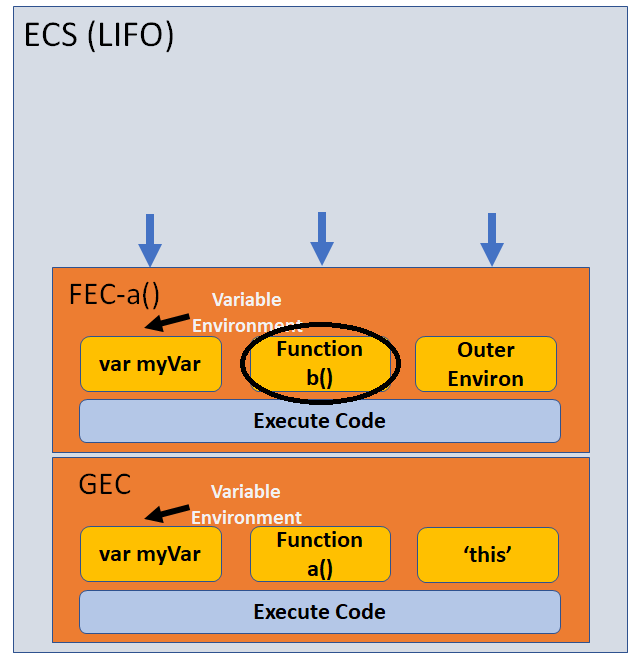 ECS (LIFO)
FEC-a()
Variable
Environment
var myVar
Function
b()
Outer
Environ
Execute Code
GEC
Variable
Environment
var myVar
Function
a()
‘this’
Execute Code